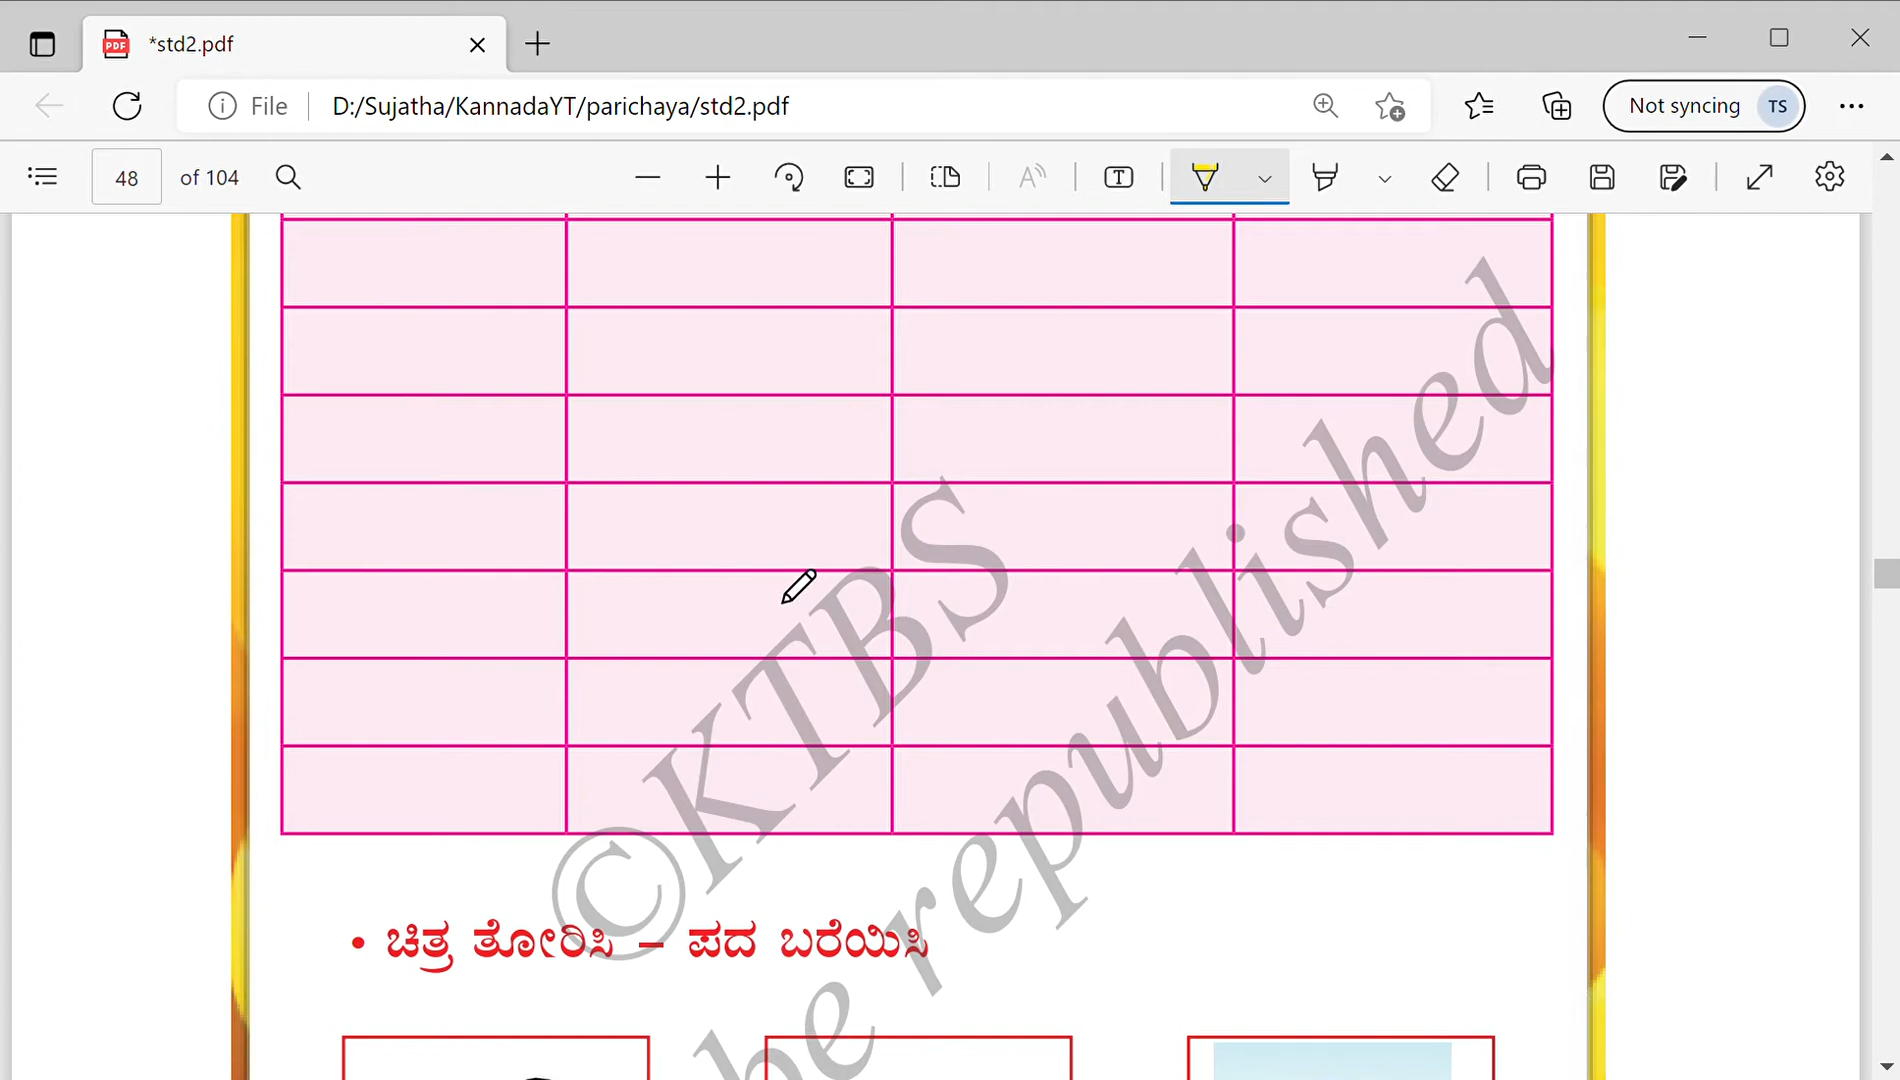 *std2.pdf
File D:/Sujatha/KannadaYT/parichaya/std2.pdf Not syncing TS
48 of 104
©KTBS
be republished
• ಚಿತ್ರ ತೋರಿಸಿ – ಪದ ಬರೆಯಿಸಿ